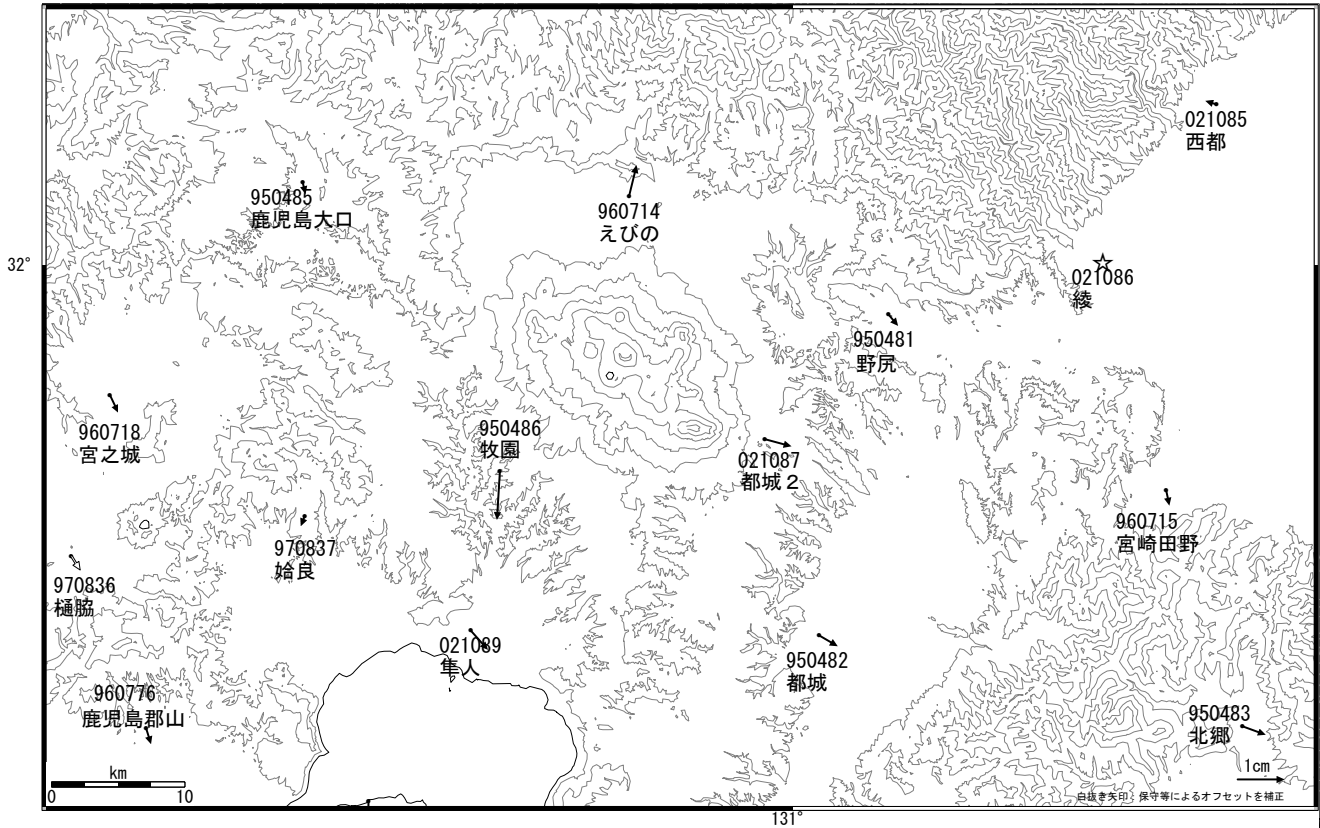 021085
西都
950485
鹿児島大口
960714
えびの
32°
021086
綾
950481
野尻
960718
宮之城
950486
牧園
021087
都城２
960715
宮崎田野
970837
姶良
970836
樋脇
021089
隼人
950482
都城
960776
鹿児島郡山
950483
北郷
km
0 10
1cm
白抜き矢印：保守等によるオフセットを補正
131°